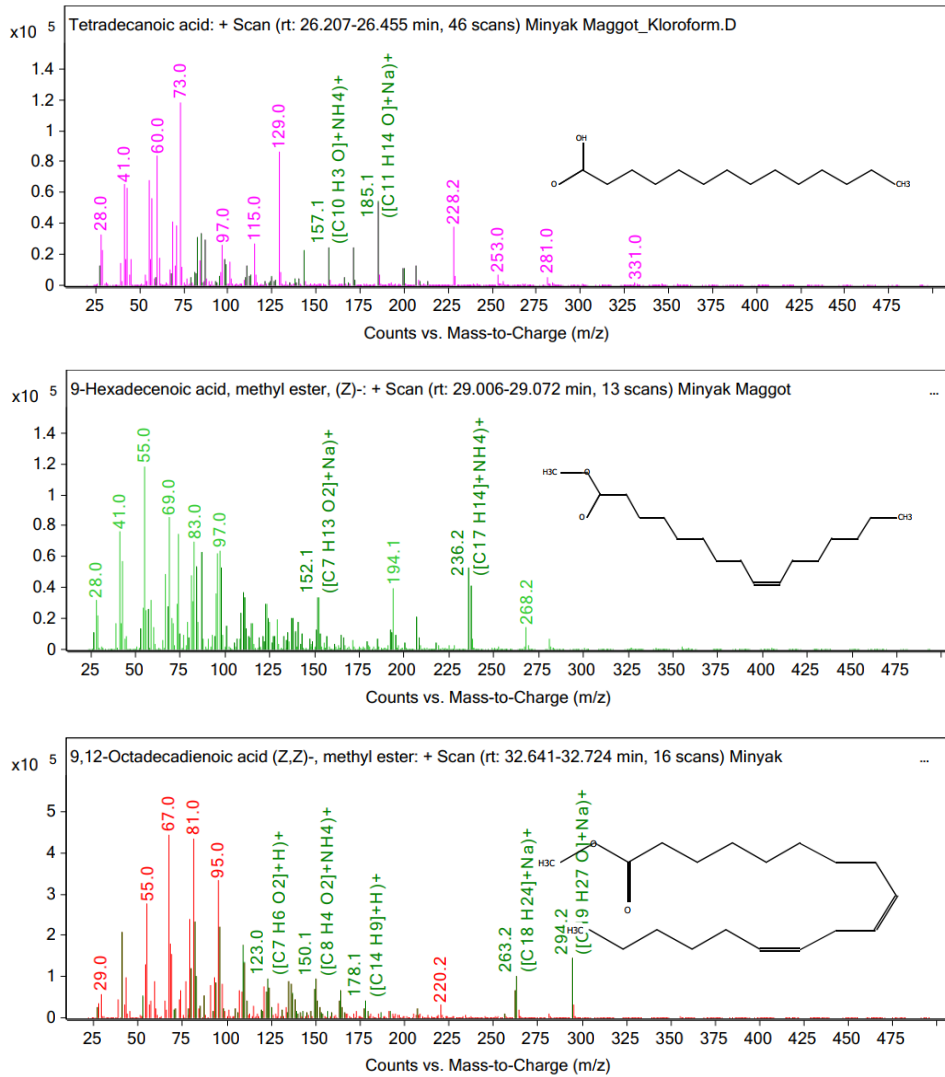 Tetradecanoic acid: + Scan (rt: 26.207-26.455 min, 46 scans) Minyak Maggot_Kloroform.D
x10 5
1.4
1.2
1
0.8
0.6
0.4
0.2
0
28.0
41.0
60.0
73.0
97.0
115.0
129.0
157.1
([C10 H3 O]+NH4)+
185.1
([C11 H14 O]+Na)+
228.2
253.0
281.0
331.0
OH
O
CH3
25 50 75 100 125 150 175 200 225 250 275 300 325 350 375 400 425 450 475
Counts vs. Mass-to-Charge (m/z)
9-Hexadecenoic acid, methyl ester, (Z)-: + Scan (rt: 29.006-29.072 min, 13 scans) Minyak Maggot ...
x10 5
1.4
1.2
1
0.8
0.6
0.4
0.2
0
28.0
41.0
55.0
69.0
83.0
97.0
152.1
([C7 H13 O2]+Na)+
194.1
236.2
([C17 H14]+NH4)+
268.2
H3C
O
O
CH3
25 50 75 100 125 150 175 200 225 250 275 300 325 350 375 400 425 450 475
Counts vs. Mass-to-Charge (m/z)
9,12-Octadecadienoic acid (Z,Z)-, methyl ester: + Scan (rt: 32.641-32.724 min, 16 scans) Minyak ...
x10 5
5
4
3
2
1
0
29.0
55.0
67.0
81.0
95.0
123.0
([C7 H6 O2]+H)+
150.1
([C8 H4 O2]+NH4)+
178.1
([C14 H9]+H)+
220.2
263.2
([C18 H24]+Na)+
294.2
([C19 H27 O]+Na)+
H3C
O
O
H3C
25 50 75 100 125 150 175 200 225 250 275 300 325 350 375 400 425 450 475
Counts vs. Mass-to-Charge (m/z)